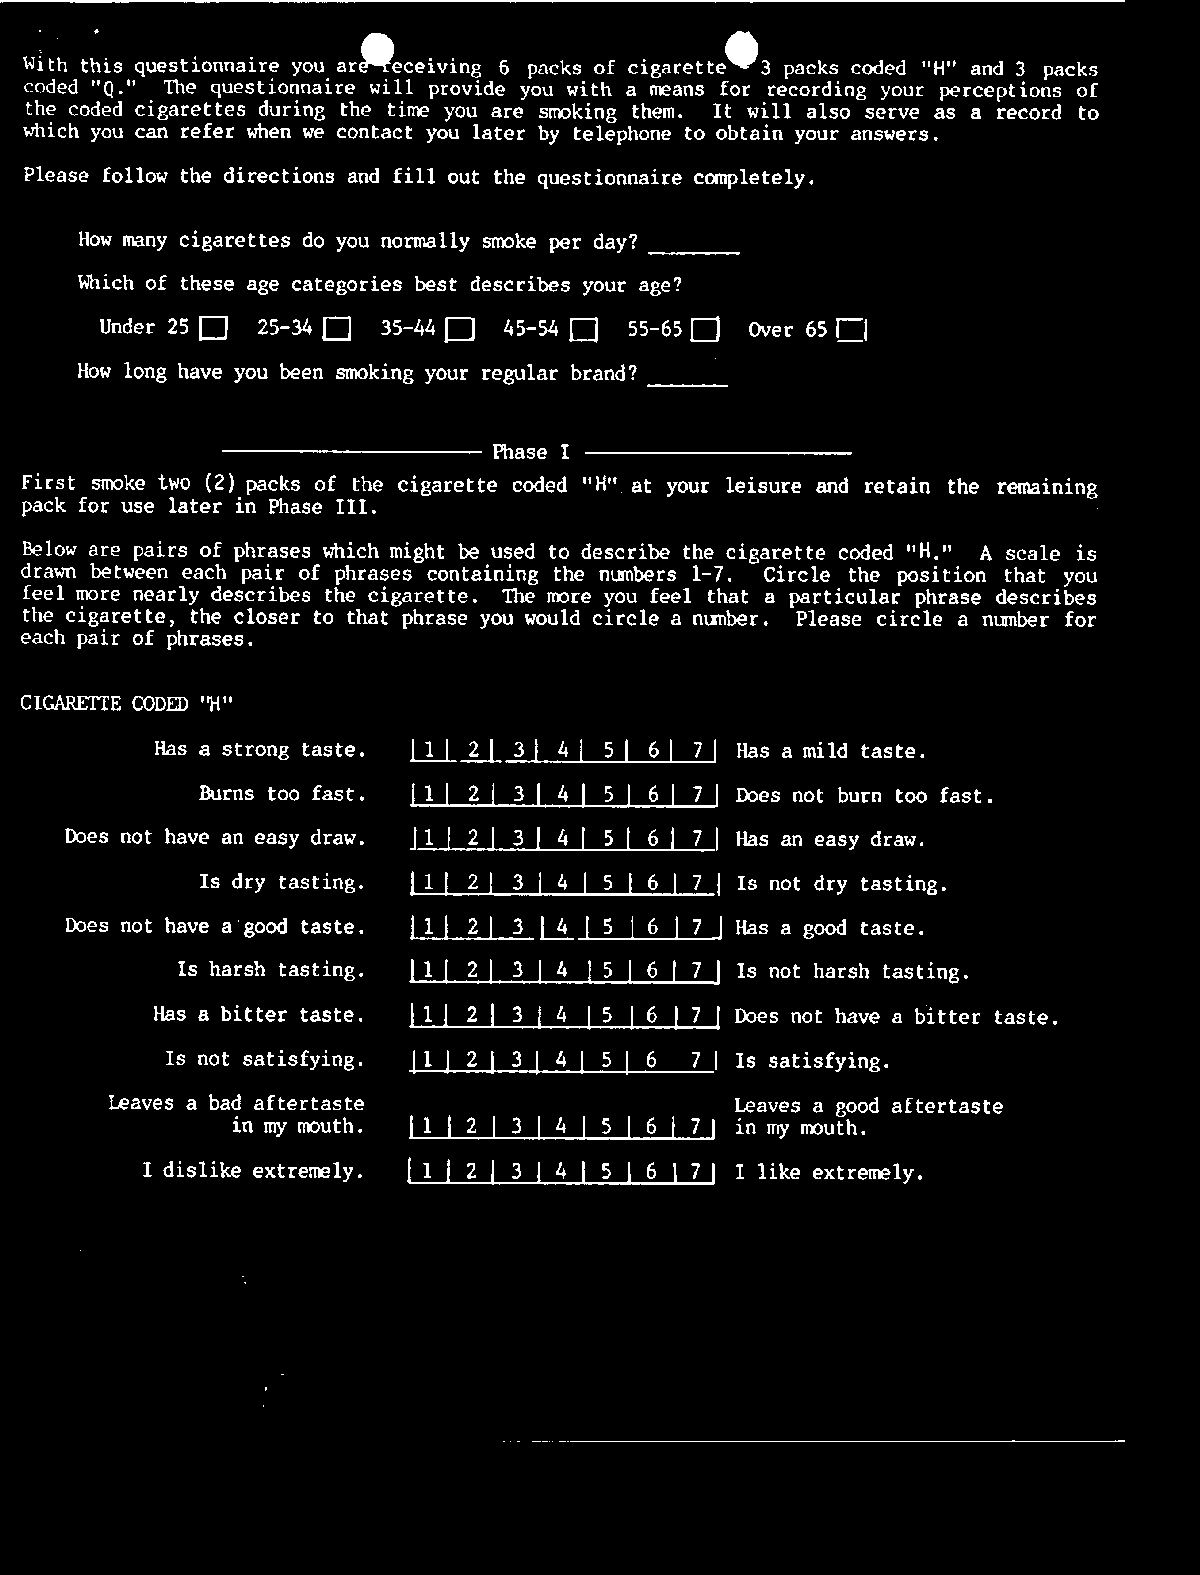 With this questionnaire you are receiving 6 packs of cigarette 3 packs coded "H" and 3 packs
coded "Q." The questionnaire will provide you with a means for recording your perceptions of
the coded cigarettes during the time you are smoking them. It will also serve as a record to
which you can refer when we contact you later by telephone to obtain your answers.
Please follow the directions and fill out the questionnaire completely.
How many cigarettes do you normally smoke per day?
Which of these age categories best describes your age?
Under 25 25-34 35-44 45-54 55-65 Over 65
How long have you been smoking your regular brand?
Phase I
First smoke two (2) packs of the cigarette coded "H" at your leisure and retain the remaining
pack for use later in Phase III.
Below are pairs of phrases which might be used to describe the cigarette coded "H." A scale is
drawn between each pair of phrases containing the numbers 1-7. Circle the position that you
feel more nearly describes the cigarette. The more you feel that a particular phrase describes
the cigarette, the closer to that phrase you would circle a number. Please circle a number for
each pair of phrases.
CIGARETTE CODED "H"
Has a strong taste. 1 2 3 4 5 6 7 Has a mild taste.
Burns too fast. 1 2 3 4 5 6 7 Does not burn too fast.
Does not have an easy draw. 1 2 3 4 5 6 7 Has an easy draw.
Is dry tasting. 1 2 3 4 5 6 7 Is not dry tasting.
Does not have a good taste. 1 2 3 4 5 6 7 Has a good taste.
Is harsh tasting. 1 2 3 4 5 6 7 Is not harsh tasting.
Has a bitter taste. 1 2 3 4 5 6 7 Does not have a bitter taste.
Is not satisfying. 1 2 3 4 5 6 7 Is satisfying.
Leaves a bad aftertaste Leaves a good aftertaste
in my mouth. 1 2 3 4 5 6 7 in my mouth.
I dislike extremely. 1 2 3 4 5 6 7 I like extremely.